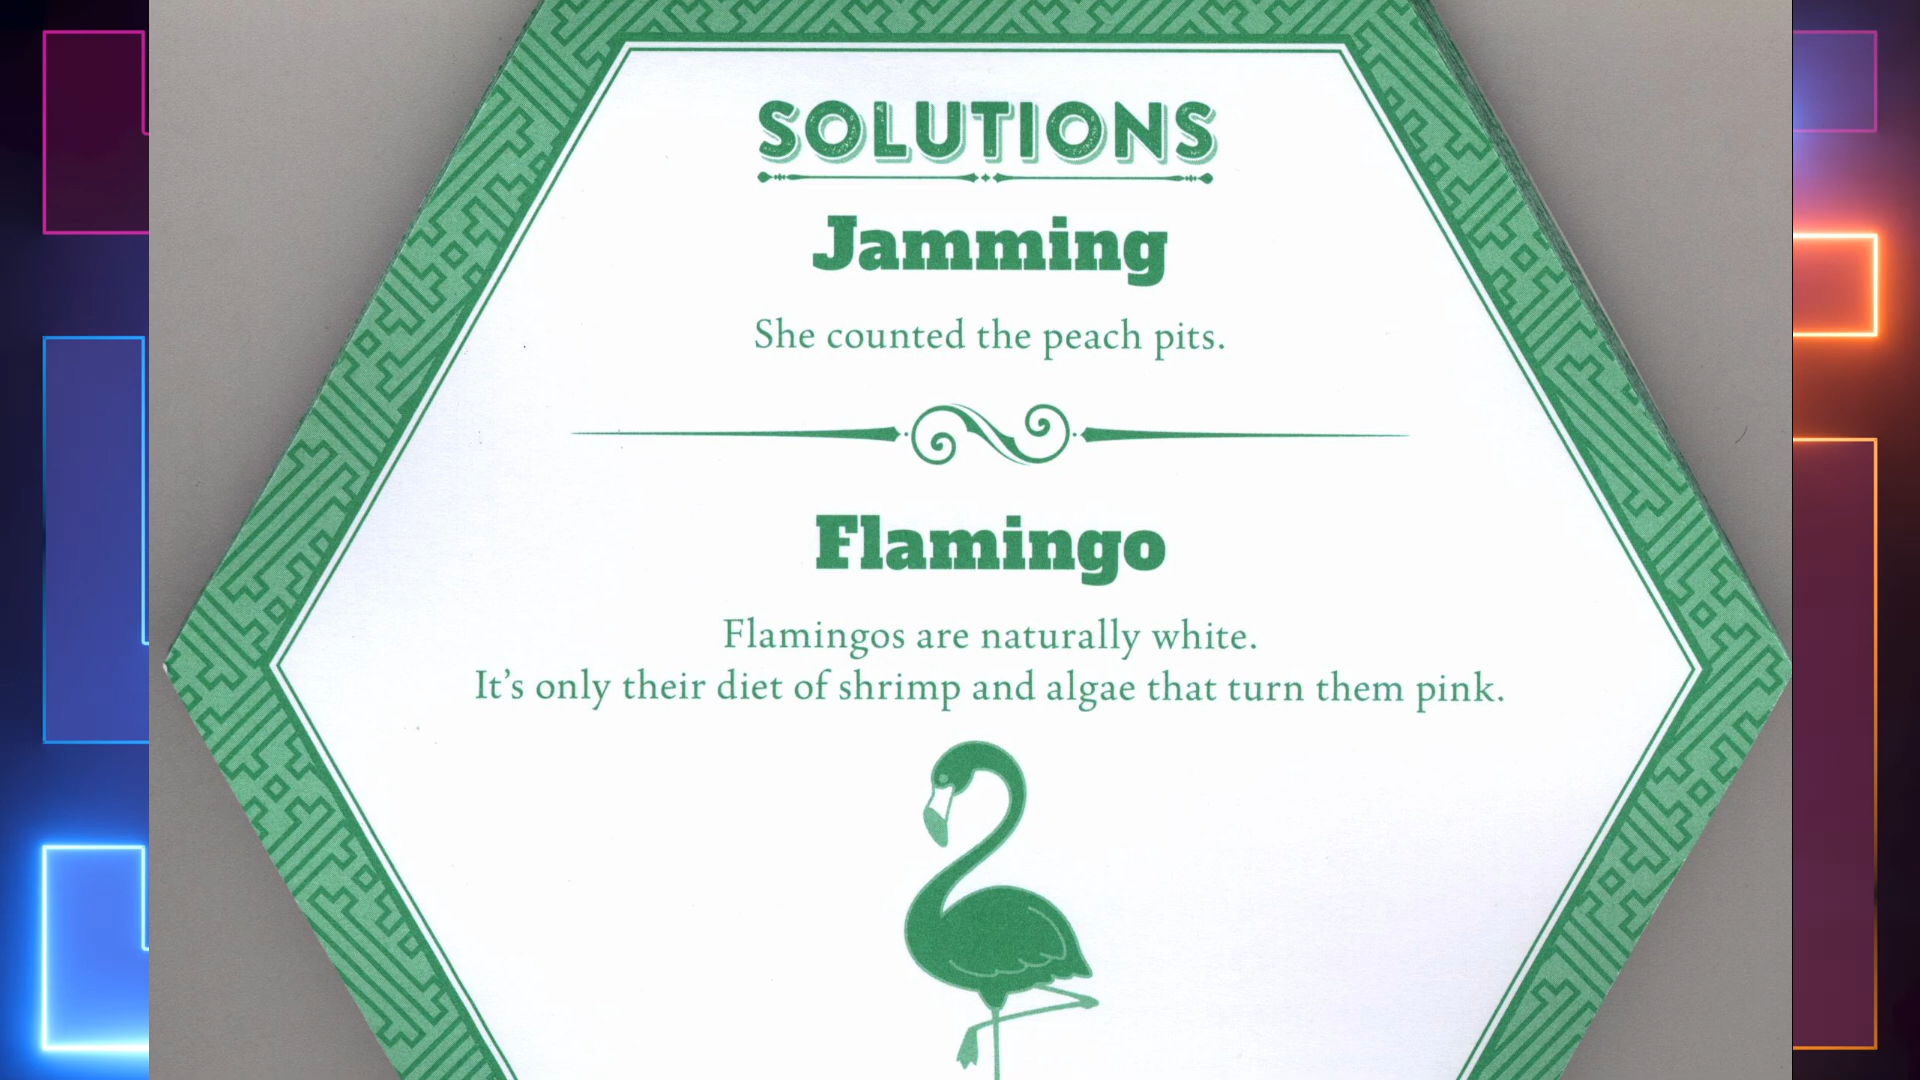 SOLUTIONS
Jamming
She counted the peach pits.
Flamingo
Flamingos are naturally white.
It's only their diet of shrimp and algae that turn them pink.